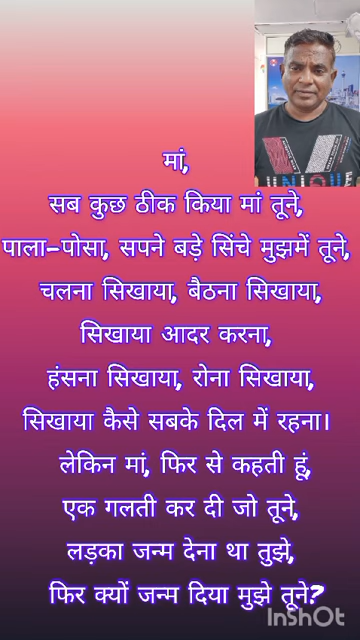 मां,
सब कुछ ठीक किया मां तूने,
पाला-पोसा, सपने बड़े सिंचे मुझमें तूने,
चलना सिखाया, बैठना सिखाया,
सिखाया आदर करना,
हंसना सिखाया, रोना सिखाया,
सिखाया कैसे सबके दिल में रहना।
लेकिन मां, फिर से कहती हूं,
एक गलती कर दी जो तूने,
लड़का जन्म देना था तुझे,
फिर क्यों जन्म दिया मुझे तूने?
InShOt